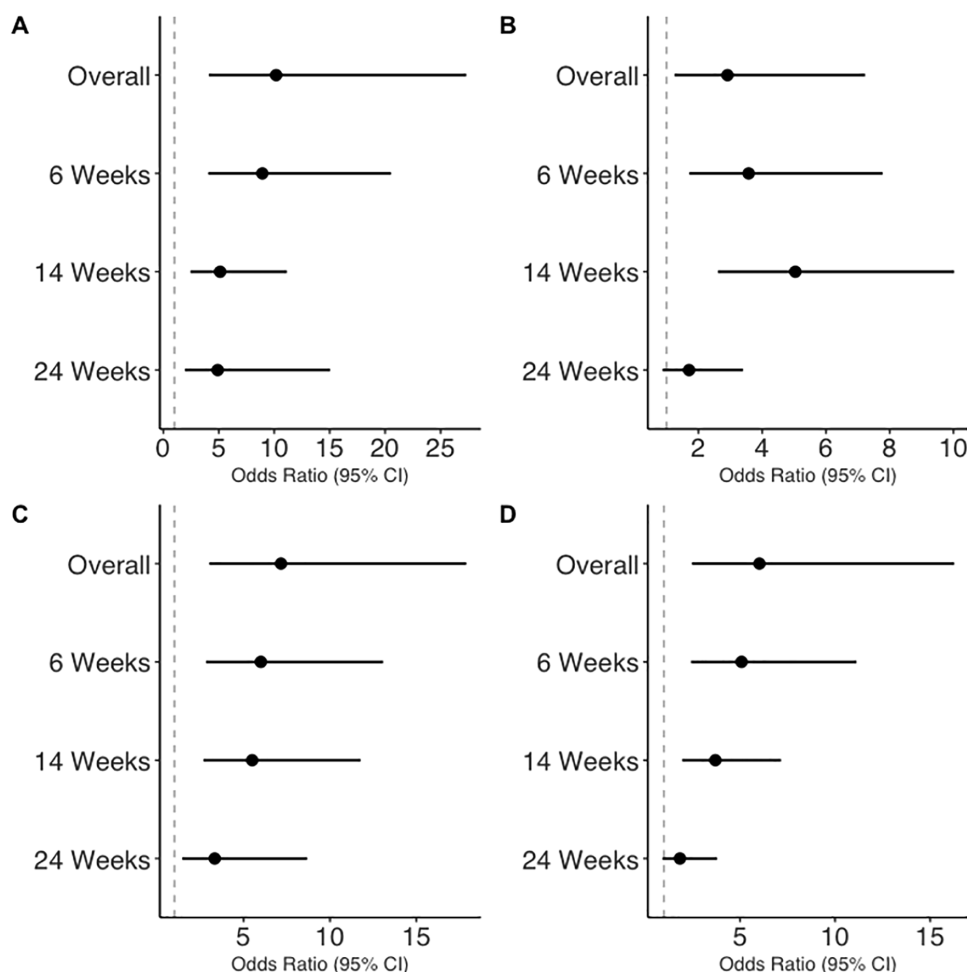 A
Overall
6 Weeks
14 Weeks
24 Weeks
0 5 10 15 20 25
Odds Ratio (95% CI)
B
Overall
6 Weeks
14 Weeks
24 Weeks
2 4 6 8 10
Odds Ratio (95% CI)
C
Overall
6 Weeks
14 Weeks
24 Weeks
5 10 15
Odds Ratio (95% CI)
D
Overall
6 Weeks
14 Weeks
24 Weeks
5 10 15
Odds Ratio (95% CI)